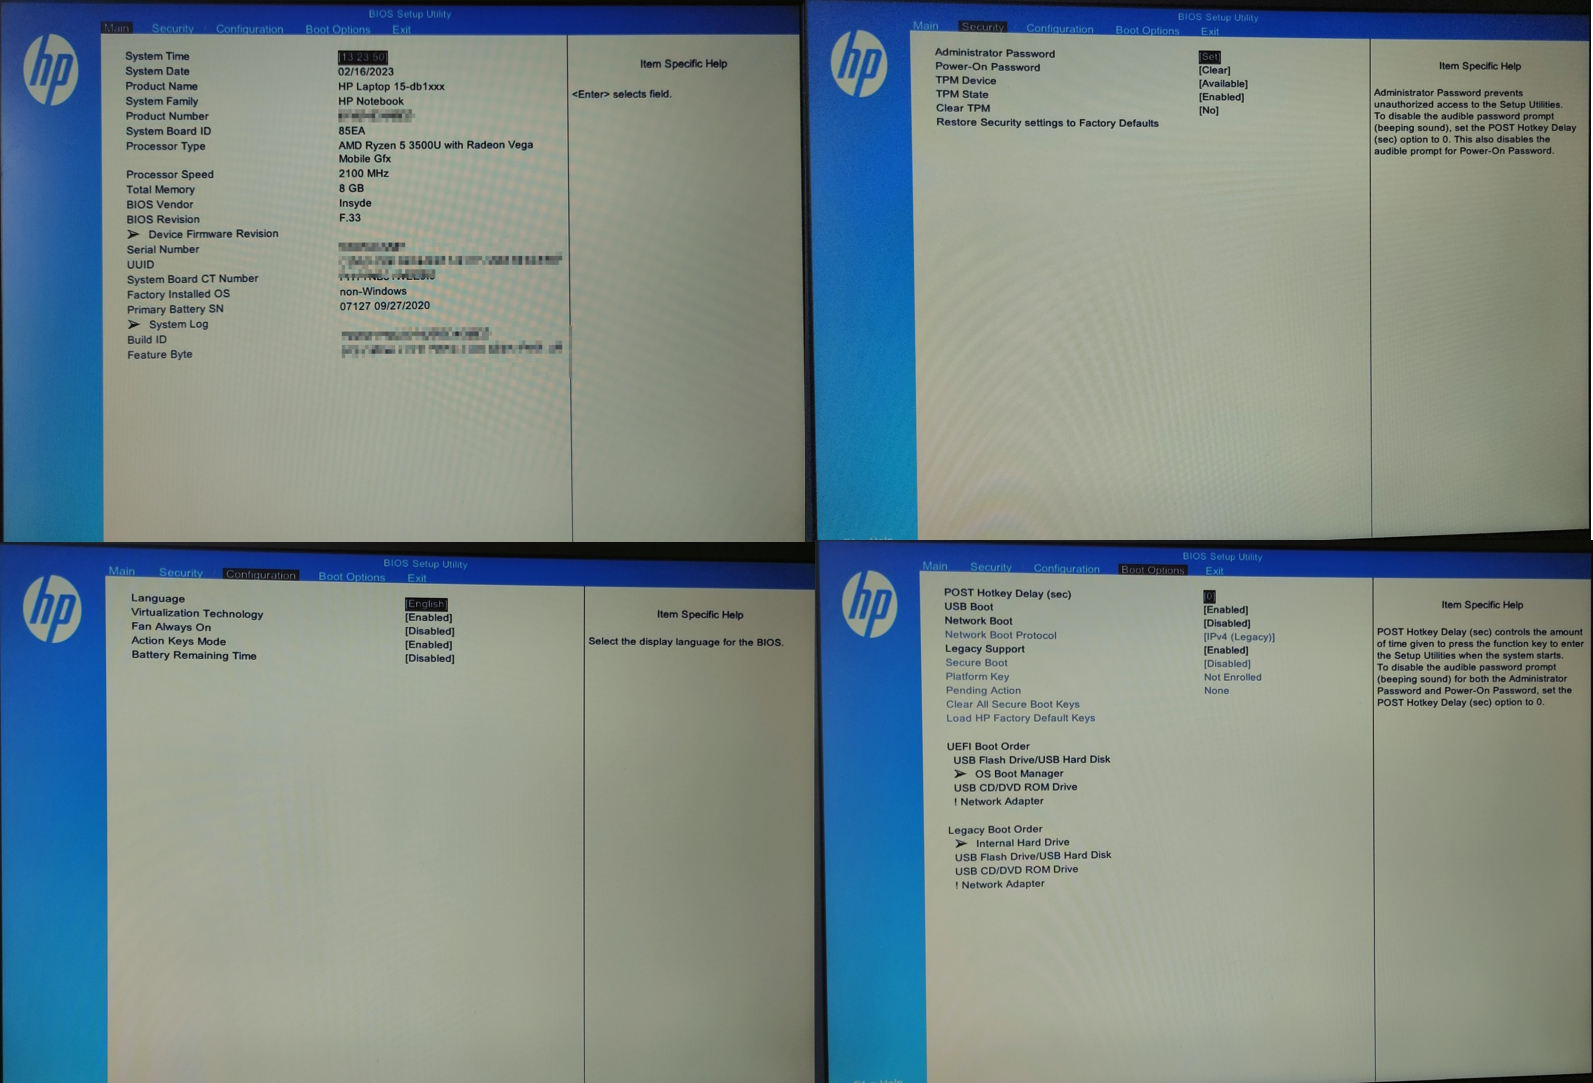 BIOS Setup Utility
Main Security Configuration Boot Options Exit
hp
System Time [13 23 50]
System Date 02/16/2023
Product Name HP Laptop 15-db1xxx
System Family HP Notebook
Product Number
System Board ID 85EA
Processor Type AMD Ryzen 5 3500U with Radeon Vega
Mobile Gfx
Processor Speed 2100 MHz
Total Memory 8 GB
BIOS Vendor Insyde
BIOS Revision F.33
➤ Device Firmware Revision
Serial Number
UUID
System Board CT Number
Factory Installed OS non-Windows
Primary Battery SN 07127 09/27/2020
➤ System Log
Build ID
Feature Byte
Item Specific Help
<Enter> selects field.
BIOS Setup Utility
Main Security Configuration Boot Options Exit
hp
Administrator Password [Set]
Power-On Password [Clear]
TPM Device [Available]
TPM State [Enabled]
Clear TPM [No]
Restore Security settings to Factory Defaults
Item Specific Help
Administrator Password prevents
unauthorized access to the Setup Utilities.
To disable the audible password prompt
(beeping sound), set the POST Hotkey Delay
(sec) option to 0. This also disables the
audible prompt for Power-On Password.
BIOS Setup Utility
Main Security Configuration Boot Options Exit
hp
Language [English]
Virtualization Technology [Enabled]
Fan Always On [Disabled]
Action Keys Mode [Enabled]
Battery Remaining Time [Disabled]
Item Specific Help
Select the display language for the BIOS.
BIOS Setup Utility
Main Security Configuration Boot Options Exit
hp
POST Hotkey Delay (sec) [0]
USB Boot [Enabled]
Network Boot [Disabled]
Network Boot Protocol [IPv4 (Legacy)]
Legacy Support [Enabled]
Secure Boot [Disabled]
Platform Key Not Enrolled
Pending Action None
Clear All Secure Boot Keys
Load HP Factory Default Keys
UEFI Boot Order
USB Flash Drive/USB Hard Disk
➤ OS Boot Manager
USB CD/DVD ROM Drive
! Network Adapter
Legacy Boot Order
➤ Internal Hard Drive
USB Flash Drive/USB Hard Disk
USB CD/DVD ROM Drive
! Network Adapter
Item Specific Help
POST Hotkey Delay (sec) controls the amount
of time given to press the function key to enter
the Setup Utilities when the system starts.
To disable the audible password prompt
(beeping sound) for both the Administrator
Password and Power-On Password, set the
POST Hotkey Delay (sec) option to 0.